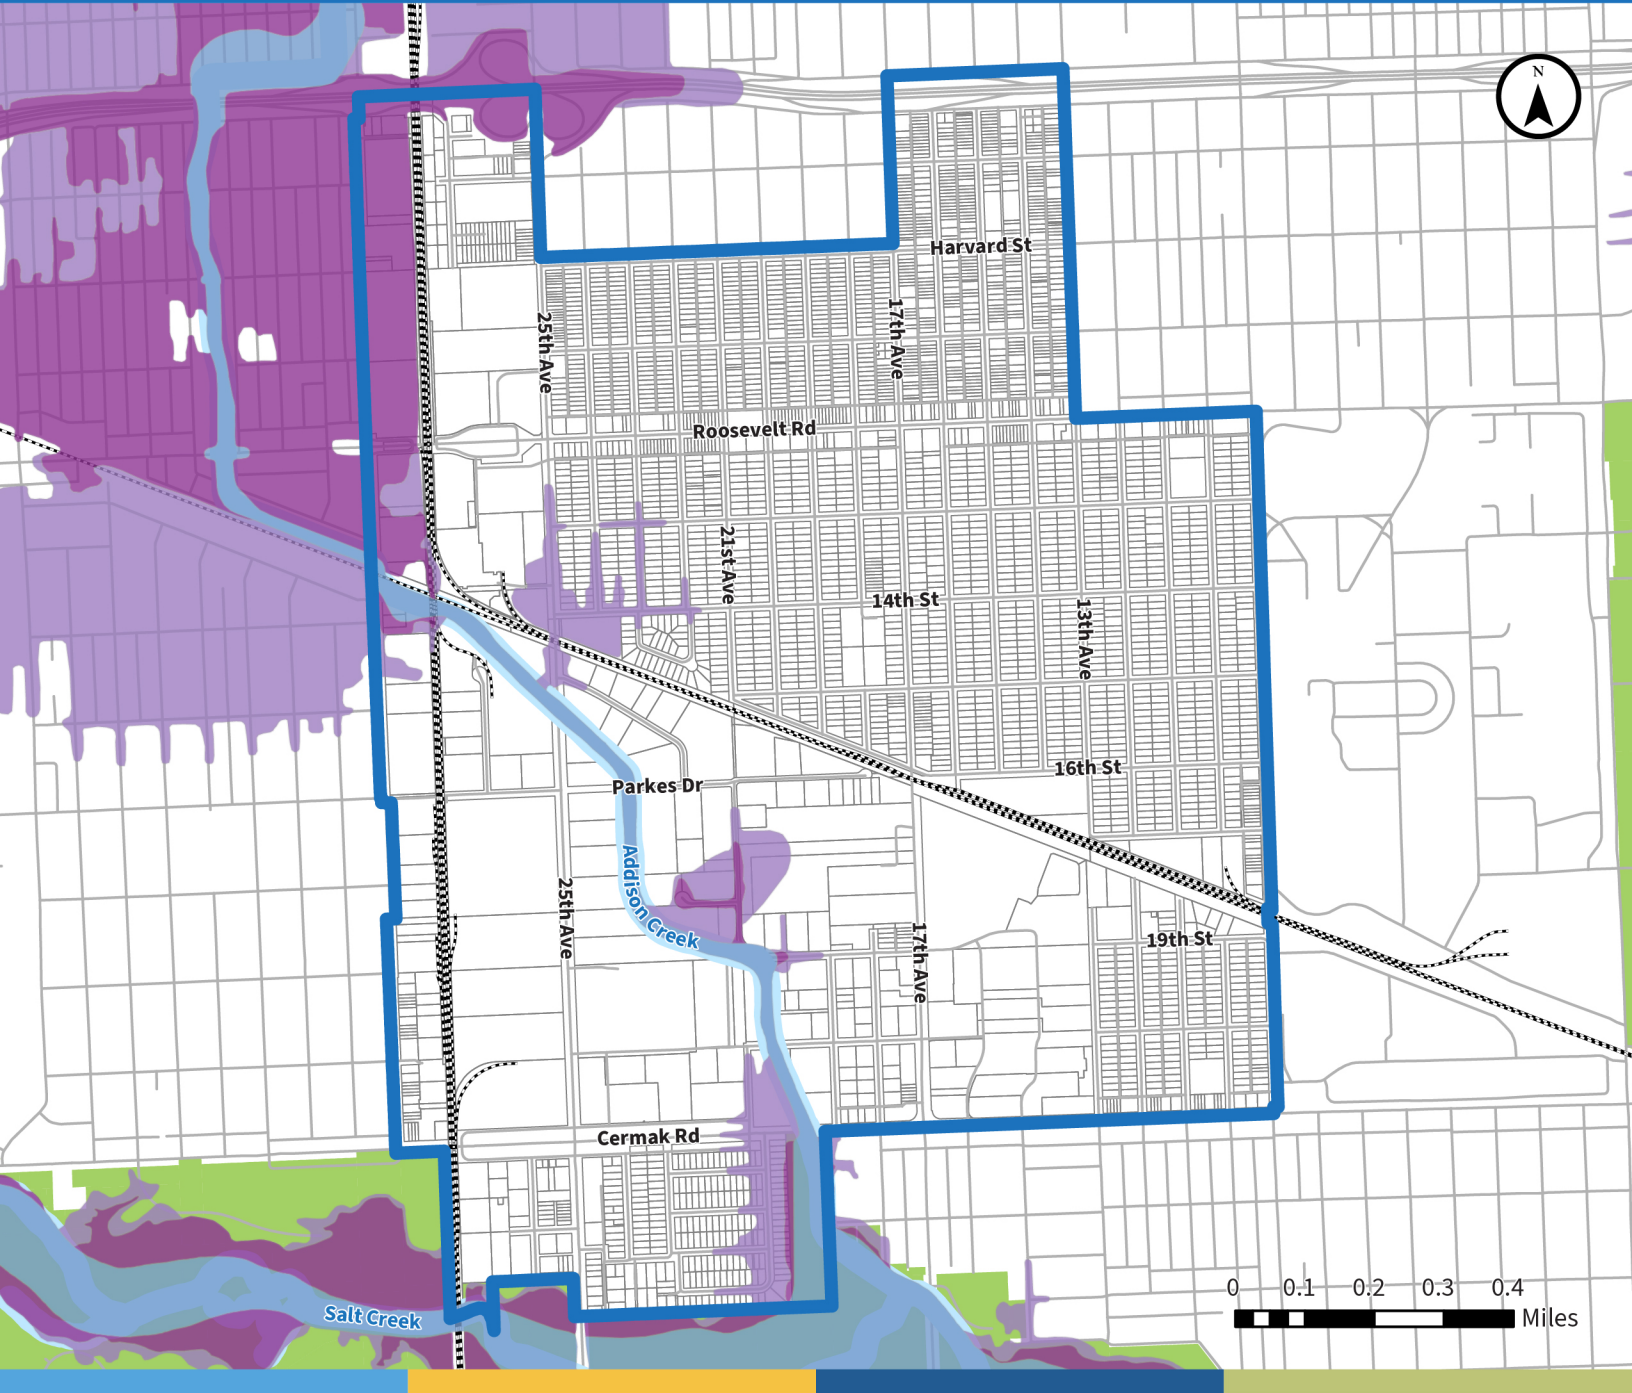 N
Harvard St
25th Ave
17th Ave
Roosevelt Rd
21st Ave
14th St
13th Ave
16th St
Parkes Dr
Addison Creek
25th Ave
17th Ave
19th St
Cermak Rd
Salt Creek
0 0.1 0.2 0.3 0.4
Miles